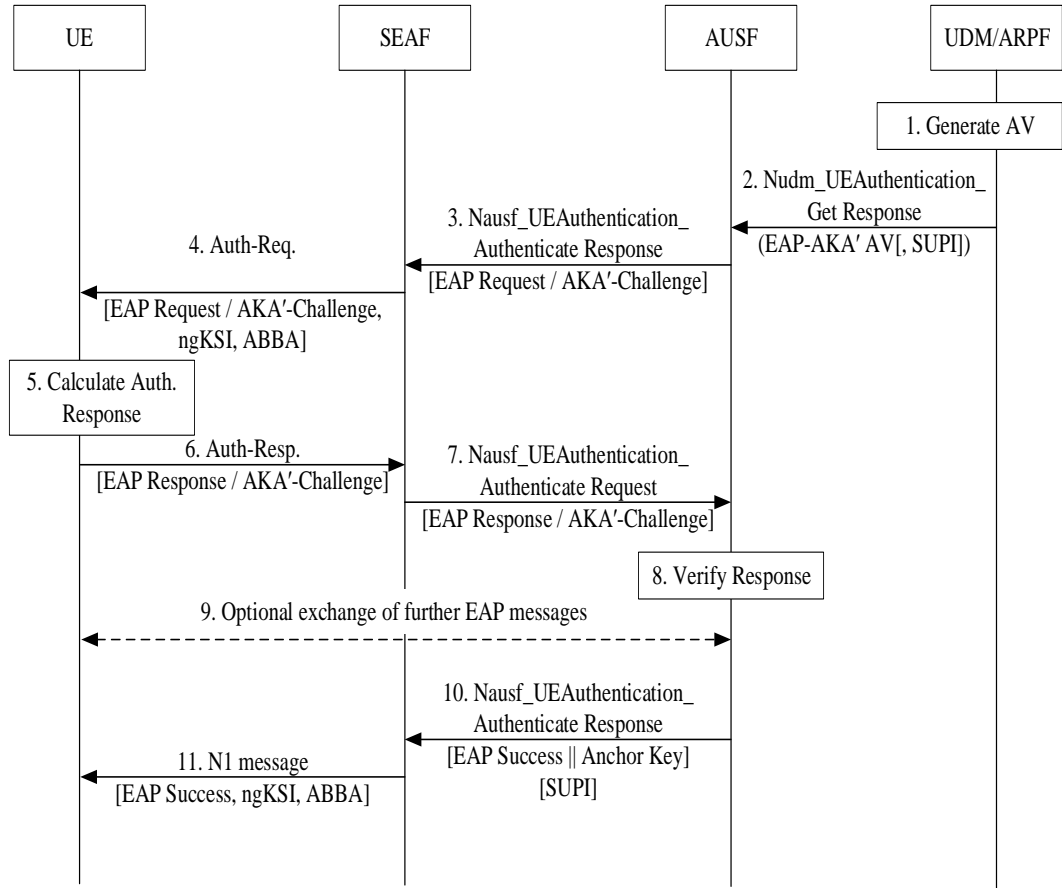 UE
SEAF
AUSF
UDM/ARPF
1. Generate AV
2. Nudm_UEAuthentication_
Get Response
(EAP-AKA′ AV[, SUPI])
3. Nausf_UEAuthentication_
Authenticate Response
[EAP Request / AKA′-Challenge]
4. Auth-Req.
[EAP Request / AKA′-Challenge,
ngKSI, ABBA]
5. Calculate Auth.
Response
6. Auth-Resp.
[EAP Response / AKA′-Challenge]
7. Nausf_UEAuthentication_
Authenticate Request
[EAP Response / AKA′-Challenge]
8. Verify Response
9. Optional exchange of further EAP messages
10. Nausf_UEAuthentication_
Authenticate Response
[EAP Success || Anchor Key]
[SUPI]
11. N1 message
[EAP Success, ngKSI, ABBA]